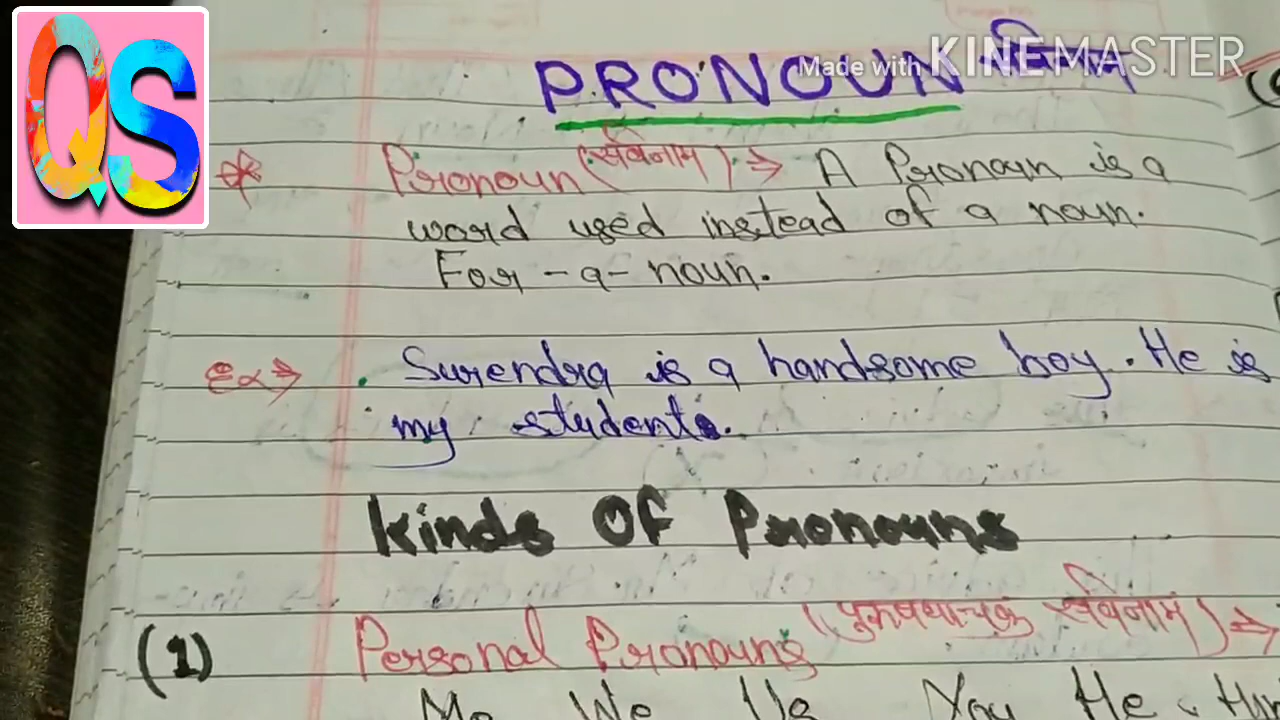 QS
Made with KINEMASTER
PRONOUN
* Pronoun (सर्वनाम) :⇒ A Pronoun is a
word used instead of a noun.
For-a-noun.
Ex⇒ Surendra is a handsome boy. He is
my students.
Kinds Of Pronouns
(1) Personal Pronouns (पुरुषवाचक सर्वनाम) ⇒
Me We Us You He